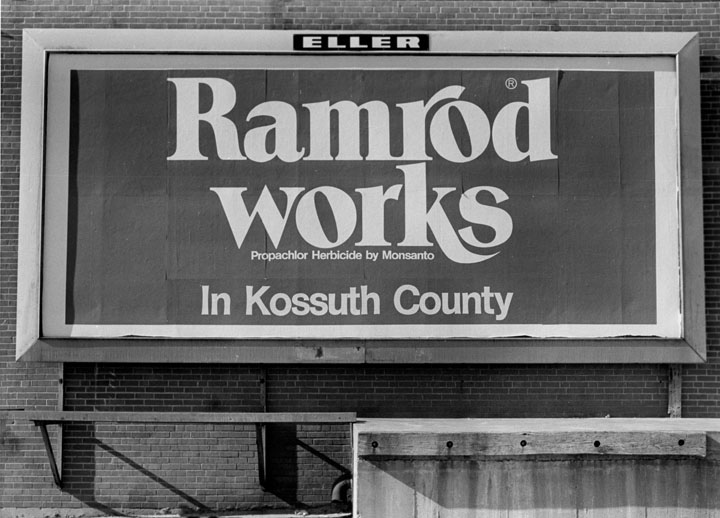 ELLER
Ramrod®
works
Propachlor Herbicide by Monsanto
In Kossuth County